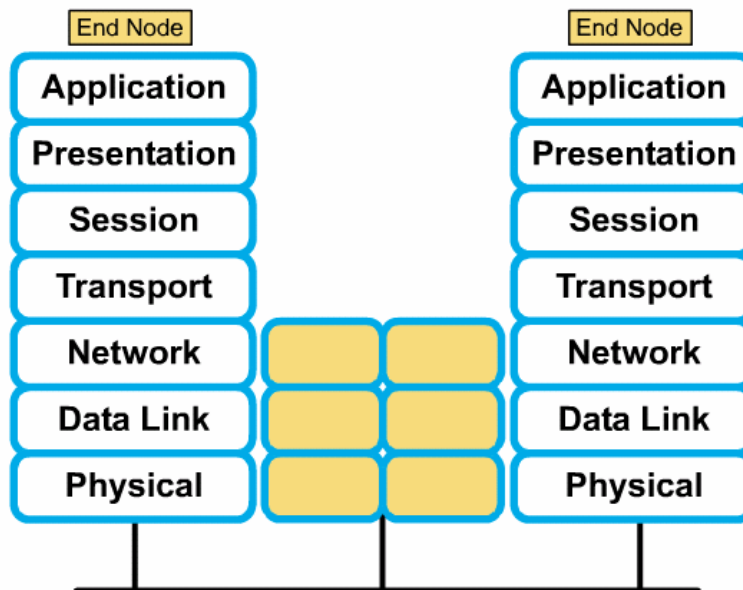 End Node
Application
Presentation
Session
Transport
Network
Data Link
Physical
End Node
Application
Presentation
Session
Transport
Network
Data Link
Physical